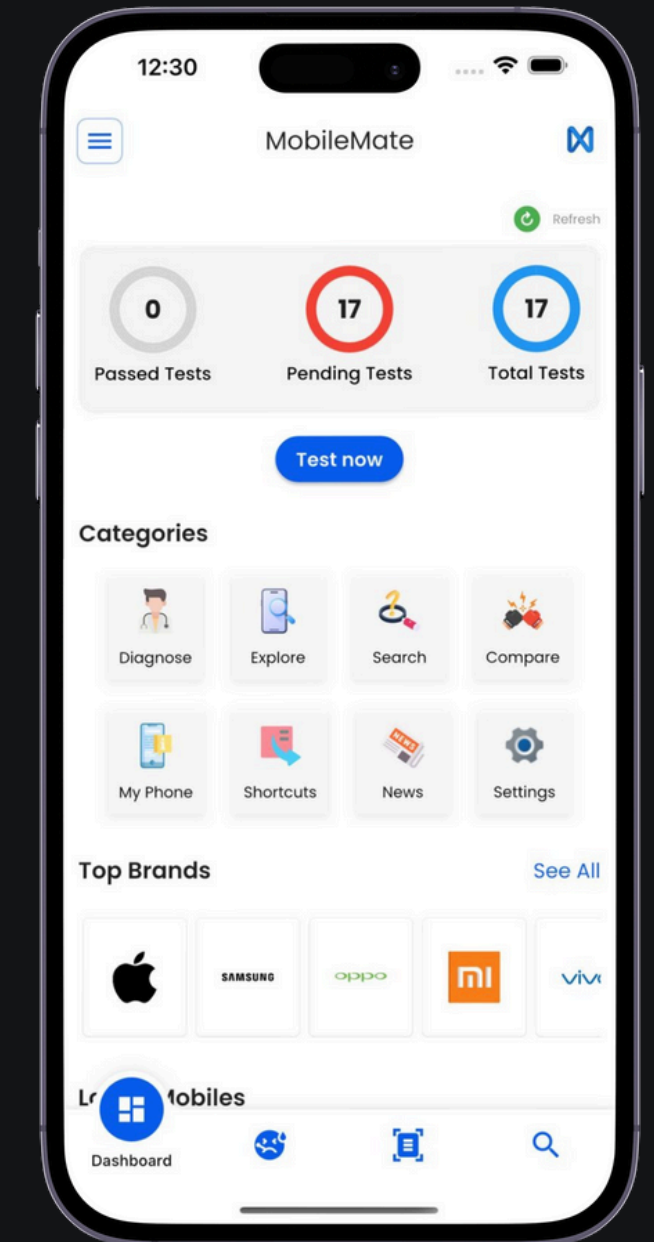 12:30
MobileMate
Refresh
0 17 17
Passed Tests Pending Tests Total Tests
Test now
Categories
Diagnose Explore Search Compare
NEWS
My Phone Shortcuts News Settings
Top Brands See All
SAMSUNG oppo mi
Dashboard